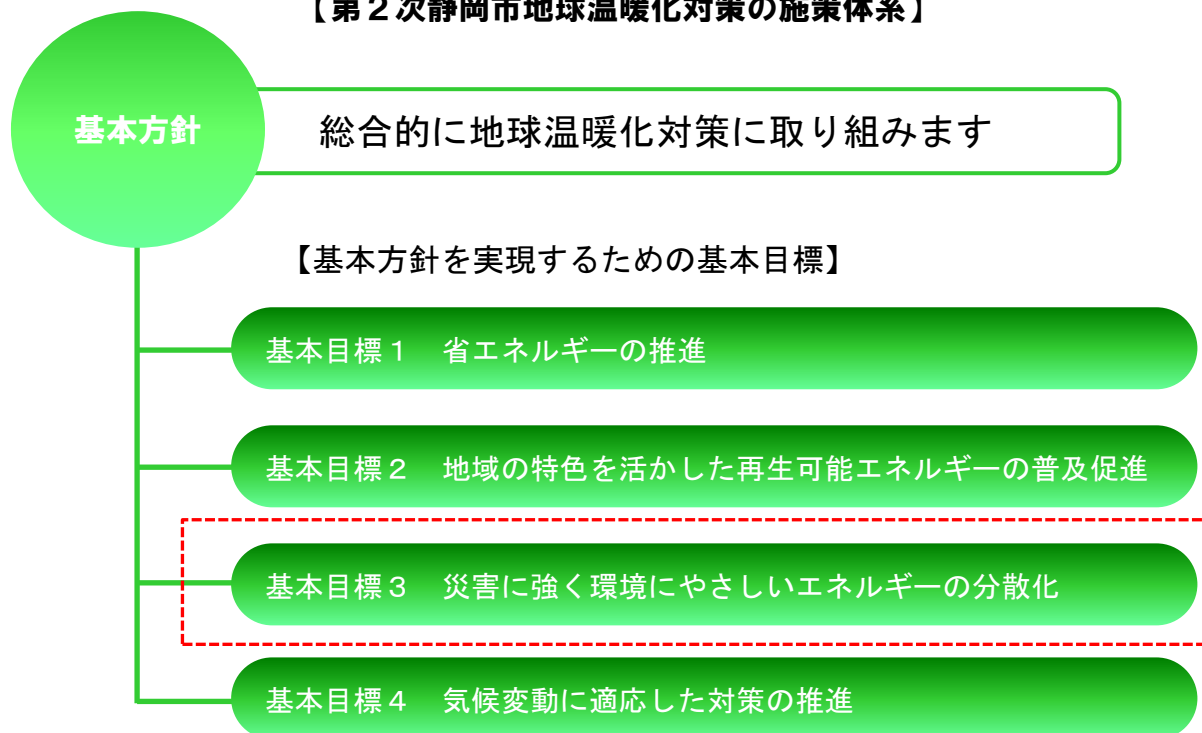 【第２次静岡市地球温暖化対策の施策体系】
基本方針
総合的に地球温暖化対策に取り組みます
【基本方針を実現するための基本目標】
基本目標１　省エネルギーの推進
基本目標２　地域の特色を活かした再生可能エネルギーの普及促進
基本目標３　災害に強く環境にやさしいエネルギーの分散化
基本目標４　気候変動に適応した対策の推進